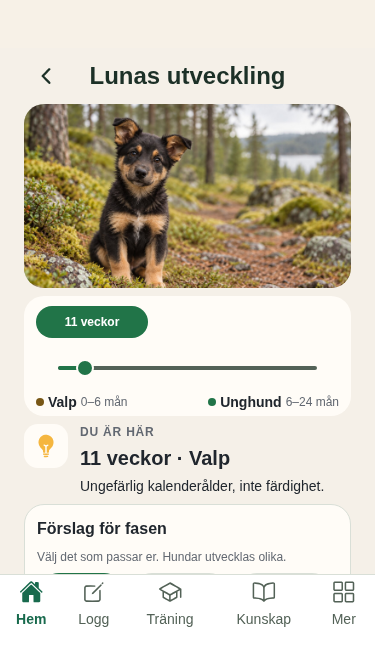 Lunas utveckling
11 veckor
Valp 0–6 mån
Unghund 6–24 mån
DU ÄR HÄR
11 veckor · Valp
Ungefärlig kalenderålder, inte färdighet.
Förslag för fasen
Välj det som passar er. Hundar utvecklas olika.
Hem
Logg
Träning
Kunskap
Mer